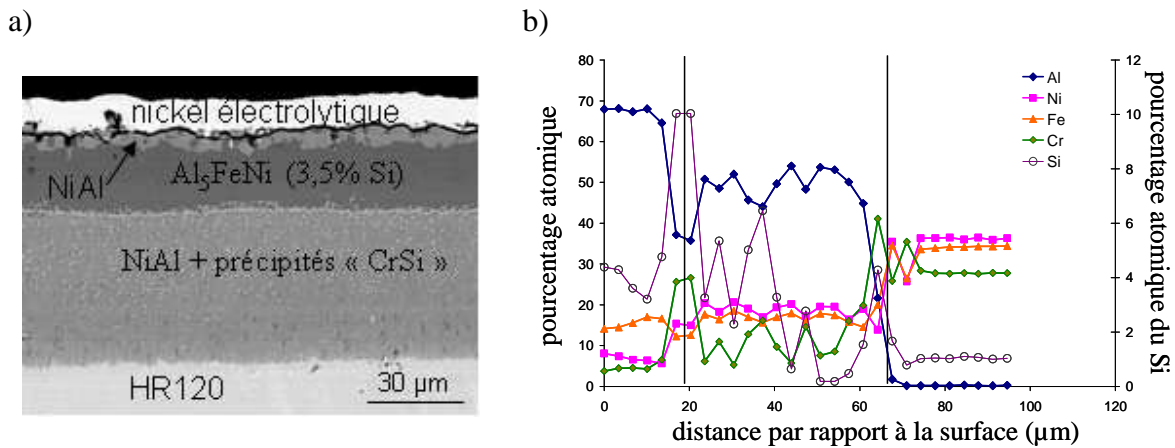 a)
nickel électrolytique
NiAl
Al₅FeNi (3,5% Si)
NiAl + précipités « CrSi »
HR120
30 µm
b)
pourcentage atomique
80
70
60
50
40
30
20
10
0
Al
Ni
Fe
Cr
Si
12
10
8
6
4
2
0
pourcentage atomique du Si
0
20
40
60
80
100
120
distance par rapport à la surface (µm)